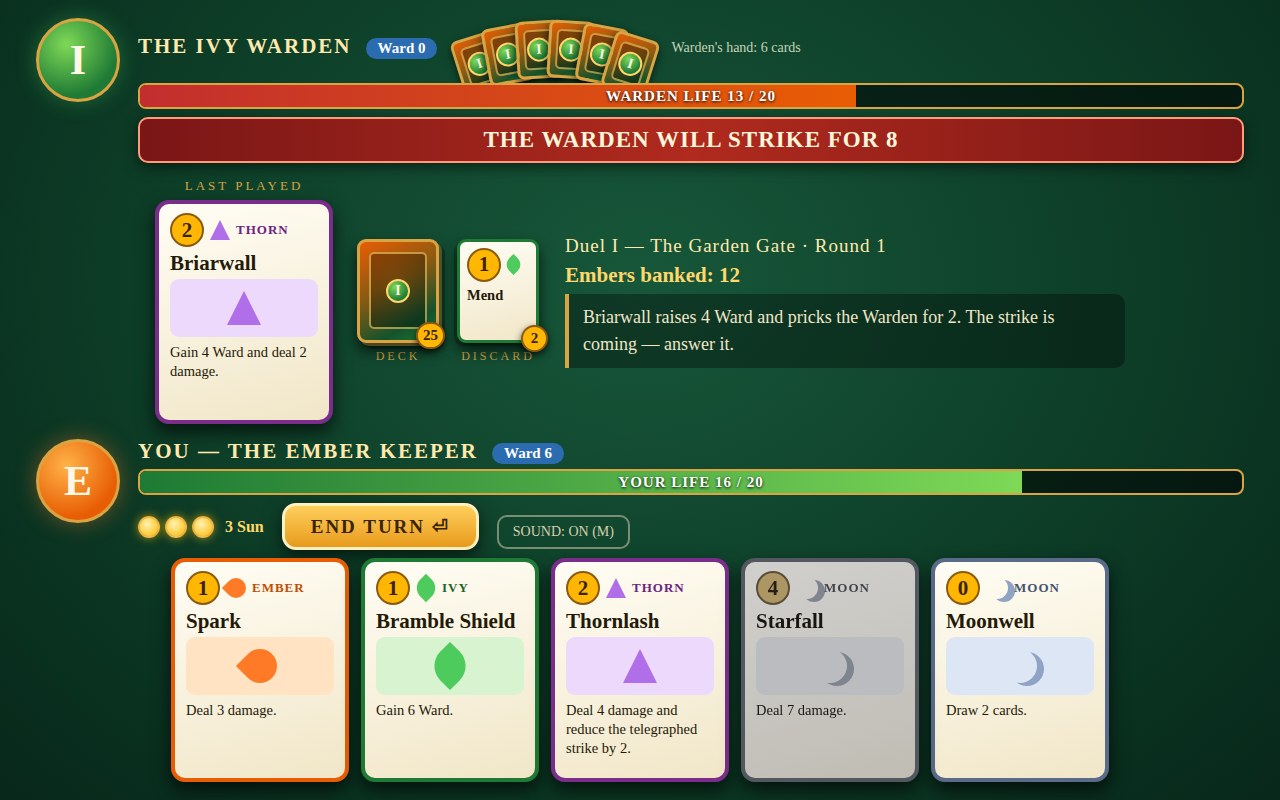 I
THE IVY WARDEN
Ward 0
I I I I I I
Warden's hand: 6 cards
WARDEN LIFE 13 / 20
THE WARDEN WILL STRIKE FOR 8
LAST PLAYED
2 THORN
Briarwall
Gain 4 Ward and deal 2
damage.
I
25
DECK
1
Mend
2
DISCARD
Duel I — The Garden Gate · Round 1
Embers banked: 12
Briarwall raises 4 Ward and pricks the Warden for 2. The strike is
coming — answer it.
E
YOU — THE EMBER KEEPER
Ward 6
YOUR LIFE 16 / 20
3 Sun
END TURN ⏎
SOUND: ON (M)
1 EMBER
Spark
Deal 3 damage.
1 IVY
Bramble Shield
Gain 6 Ward.
2 THORN
Thornlash
Deal 4 damage and
reduce the telegraphed
strike by 2.
4 MOON
Starfall
Deal 7 damage.
0 MOON
Moonwell
Draw 2 cards.